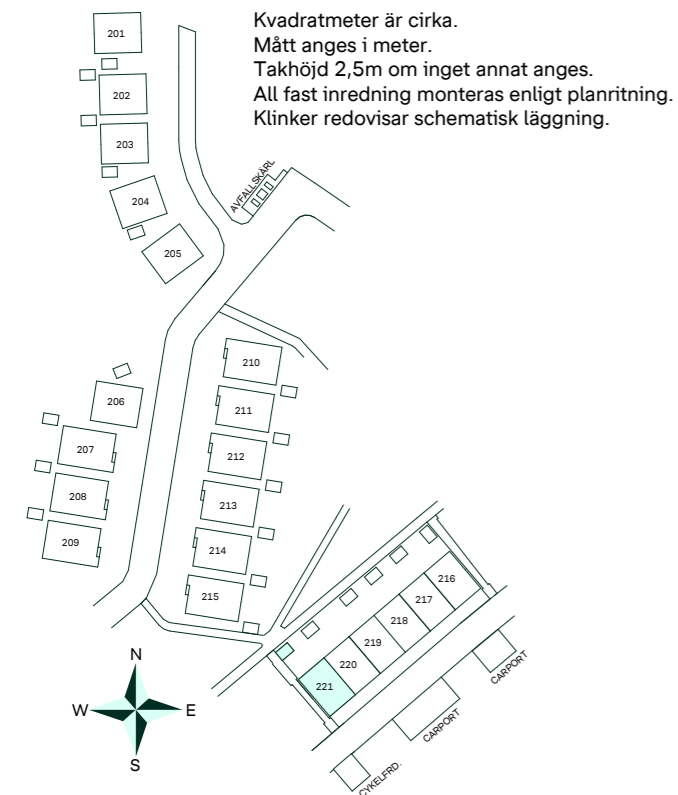 Kvadratmeter är cirka.
Mått anges i meter.
Takhöjd 2,5m om inget annat anges.
All fast inredning monteras enligt planritning.
Klinker redovisar schematisk läggning.
201
202
203
AVFALLSKÄRL
204
205
210
206
211
207
212
208
213
209
214
215
216
217
218
219
220
221
N
W
E
S
CARPORT
CARPORT
CYKELFRD.